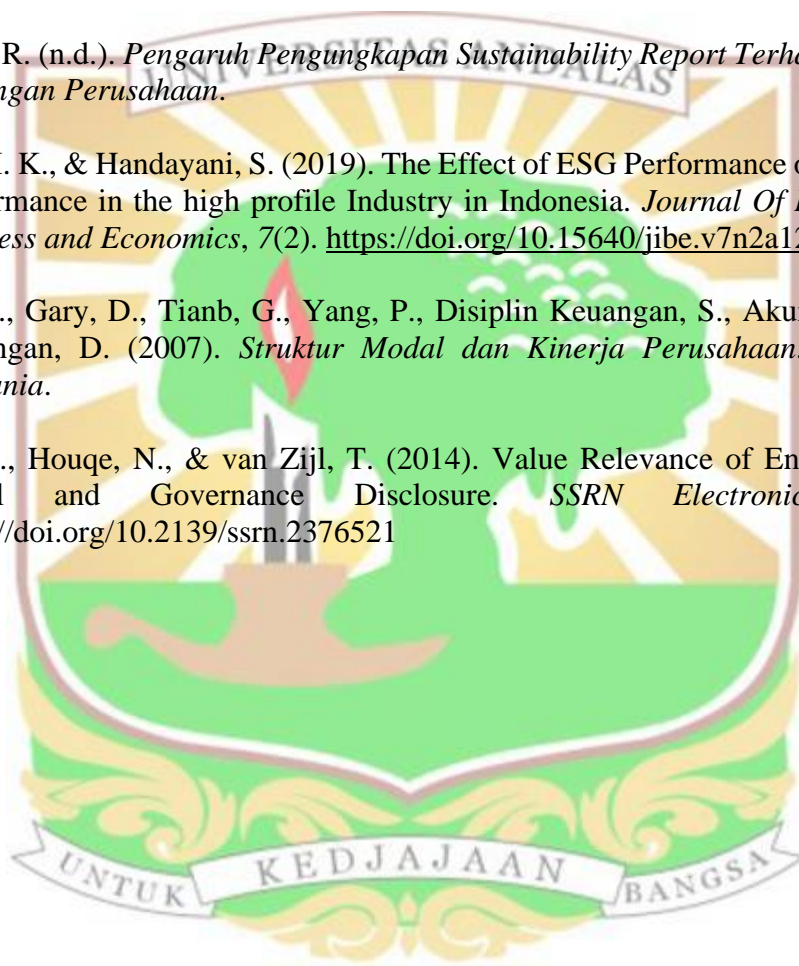 R. (n.d.). Pengaruh Pengungkapan Sustainability Report Terha
UNIVERSITAS ANDALAS
ngan Perusahaan.
K., & Handayani, S. (2019). The Effect of ESG Performance
rmance in the high profile Industry in Indonesia. Journal Of
ess and Economics, 7(2). https://doi.org/10.15640/jibe.v7n2a12
., Gary, D., Tianb, G., Yang, P., Disiplin Keuangan, S., Aku
ngan, D. (2007). Struktur Modal dan Kinerja Perusahaan.
nia.
., Houqe, N., & van Zijl, T. (2014). Value Relevance of En
l and Governance Disclosure. SSRN Electronic
//doi.org/10.2139/ssrn.2376521
UNTUK KEDJAJAAN BANGSA